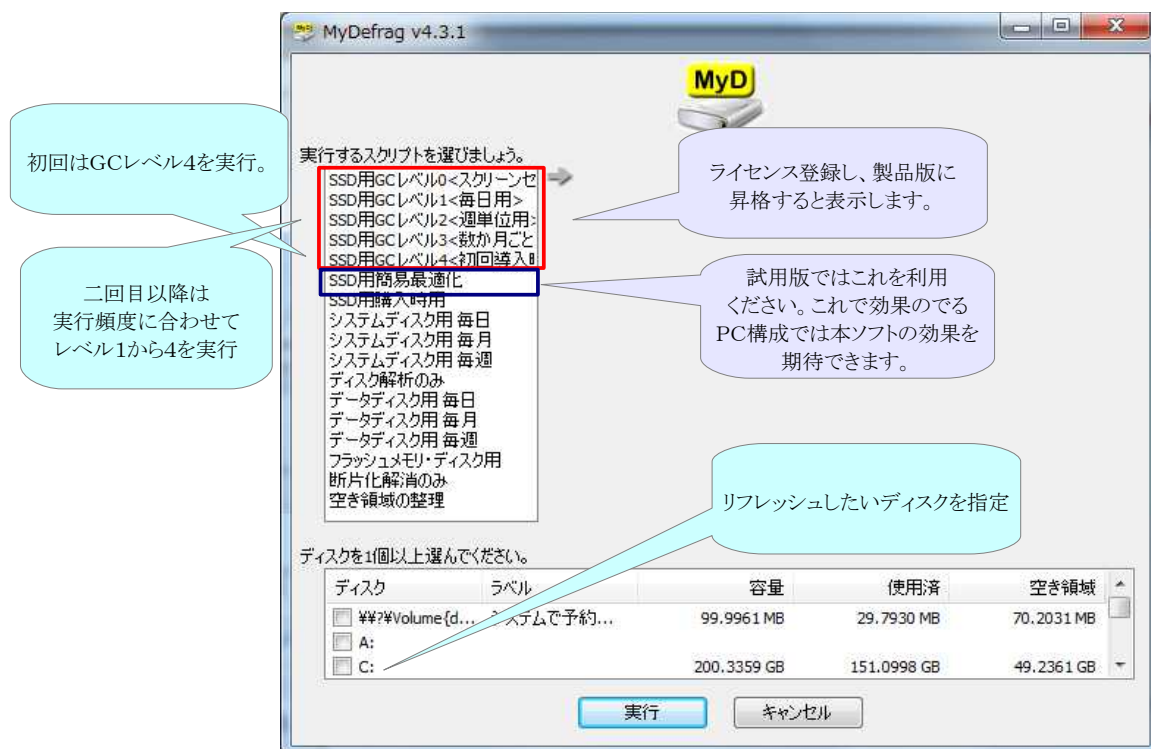 MyDefrag v4.3.1
MyD
初回はGCレベル4を実行。
二回目以降は
実行頻度に合わせて
レベル1から4を実行
実行するスクリプトを選びましょう。
SSD用GCレベル0<スクリーンセ
SSD用GCレベル1<毎日用>
SSD用GCレベル2<週単位用>
SSD用GCレベル3<数か月ごと
SSD用GCレベル4<初回導入時
SSD用簡易最適化
SSD用購入時用
システムディスク用 毎日
システムディスク用 毎月
システムディスク用 毎週
ディスク解析のみ
データディスク用 毎日
データディスク用 毎月
データディスク用 毎週
フラッシュメモリ・ディスク用
断片化解消のみ
空き領域の整理
ライセンス登録し、製品版に
昇格すると表示します。
試用版ではこれを利用
ください。これで効果のでる
PC構成では本ソフトの効果を
期待できます。
リフレッシュしたいディスクを指定
ディスクを1個以上選んでください。
ディスク ラベル 容量 使用済 空き領域
¥¥?¥Volume{d... システムで予約... 99.9961 MB 29.7930 MB 70.2031 MB
A:
C: 200.3359 GB 151.0998 GB 49.2361 GB
実行 キャンセル